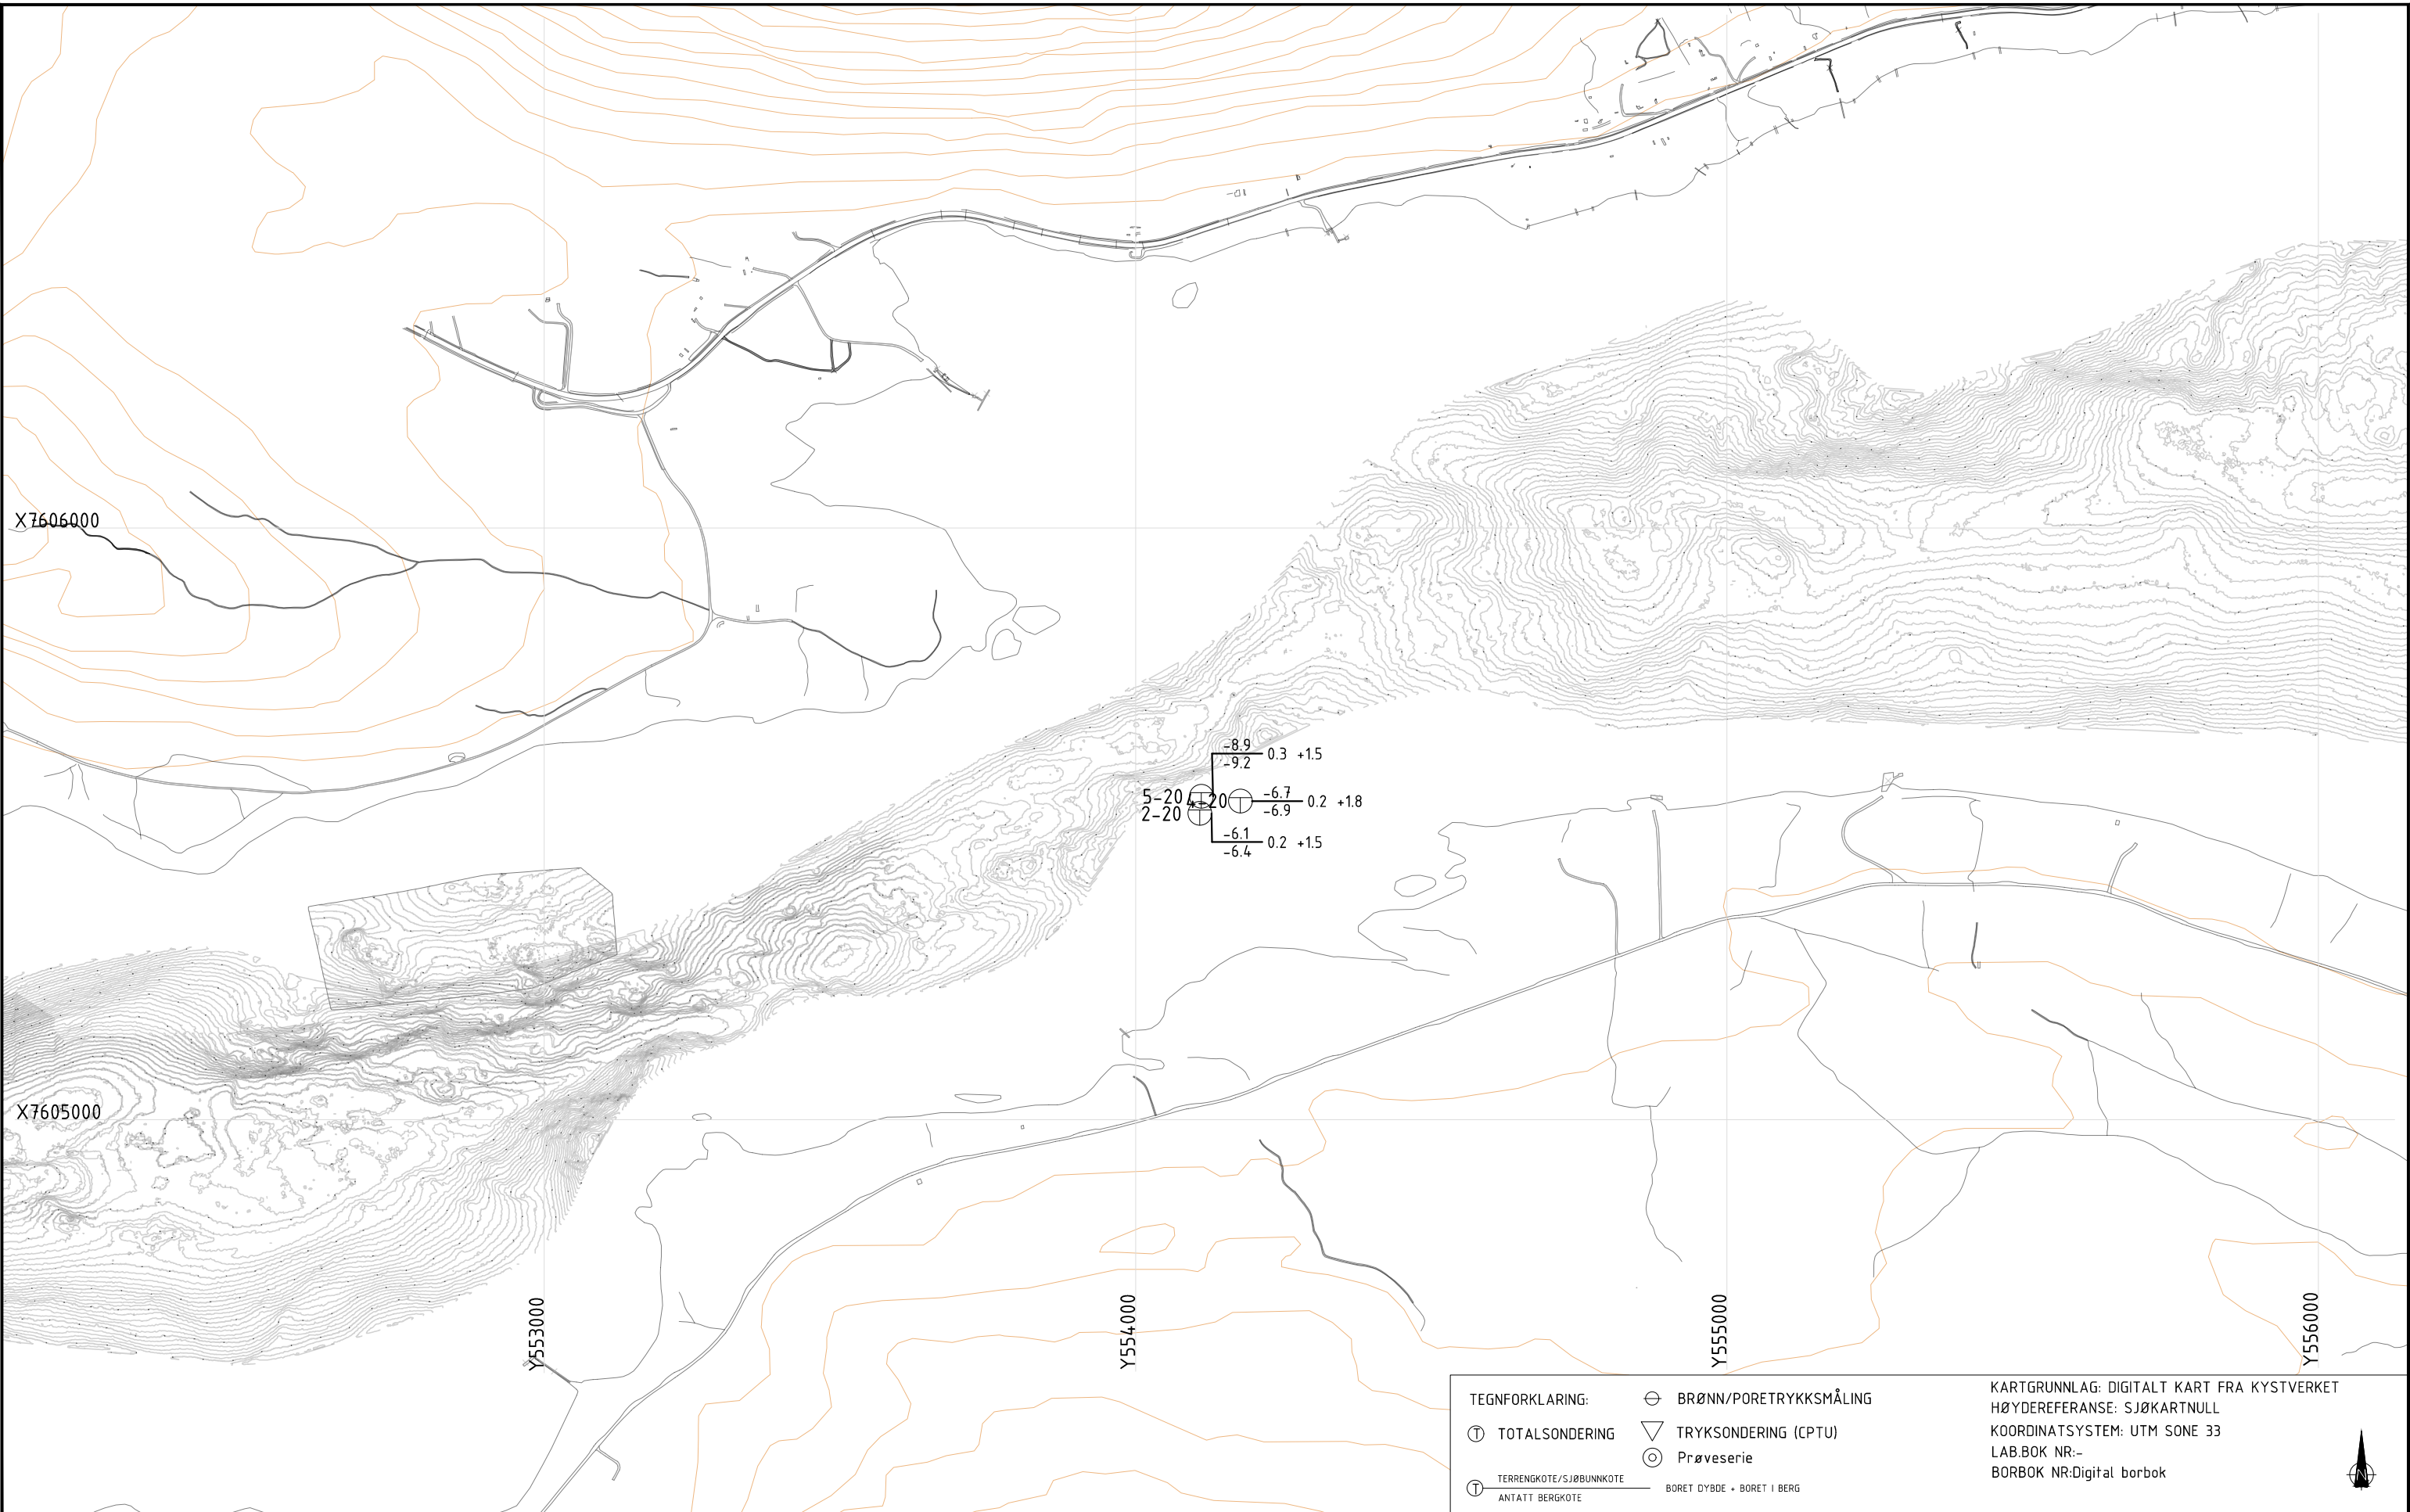 X7606000
-8.9
-9.2
0.3 +1.5
5-20
4-20
-6.7
-6.9
0.2 +1.8
2-20
-6.1
-6.4
0.2 +1.5
X7605000
Y553000
Y554000
Y555000
Y556000
TEGNFORKLARING:
BRØNN/PORETRYKKSMÅLING
T TOTALSONDERING
TRYKSONDERING (CPTU)
Prøveserie
T TERRENGKOTE/SJØBUNNKOTE
ANTATT BERGKOTE
BORET DYBDE + BORET I BERG
KARTGRUNNLAG: DIGITALT KART FRA KYSTVERKET
HØYDEREFERANSE: SJØKARTNULL
KOORDINATSYSTEM: UTM SONE 33
LAB.BOK NR:-
BORBOK NR:Digital borbok
N